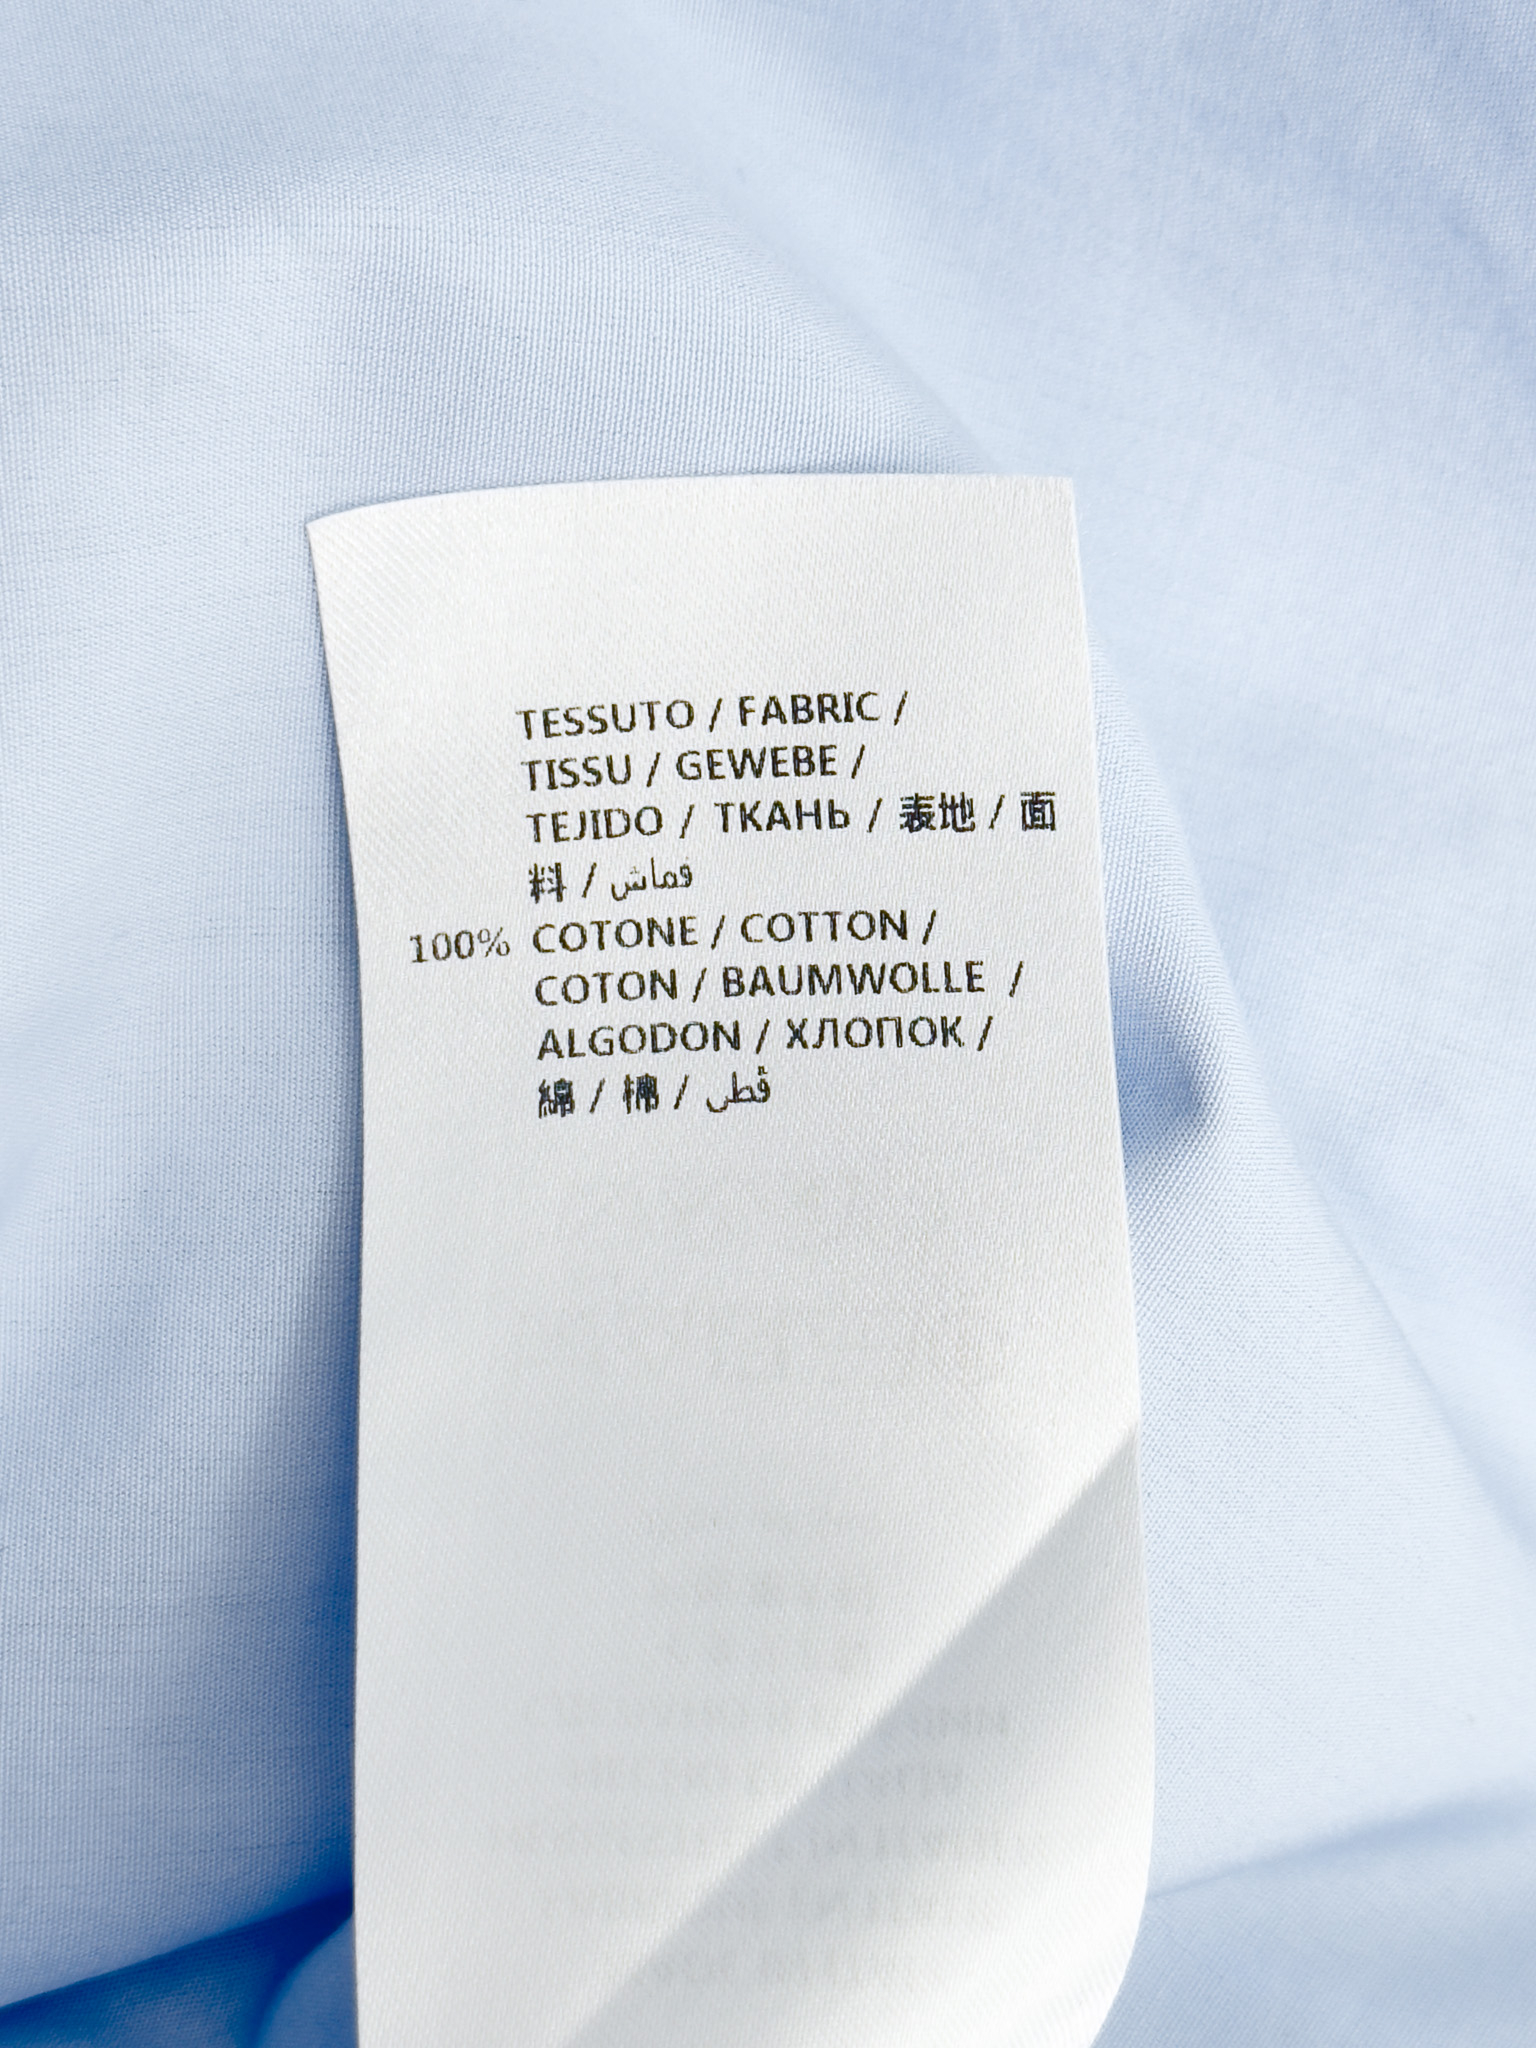 TESSUTO / FABRIC /
TISSU / GEWEBE /
TEJIDO / ТКАНЬ / 表地 / 面
料 / قماش
100% COTONE / COTTON /
COTON / BAUMWOLLE /
ALGODON / ХЛОПОК /
綿 / 棉 / قطن